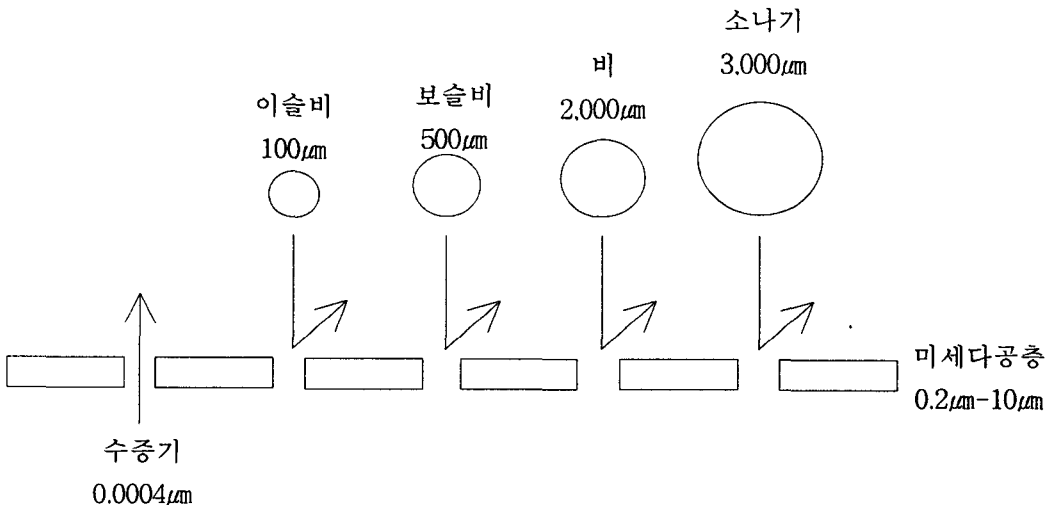 소나기
3,000㎛
비
2,000㎛
보슬비
500㎛
이슬비
100㎛
미세다공층
0.2㎛-10㎛
수증기
0.0004㎛